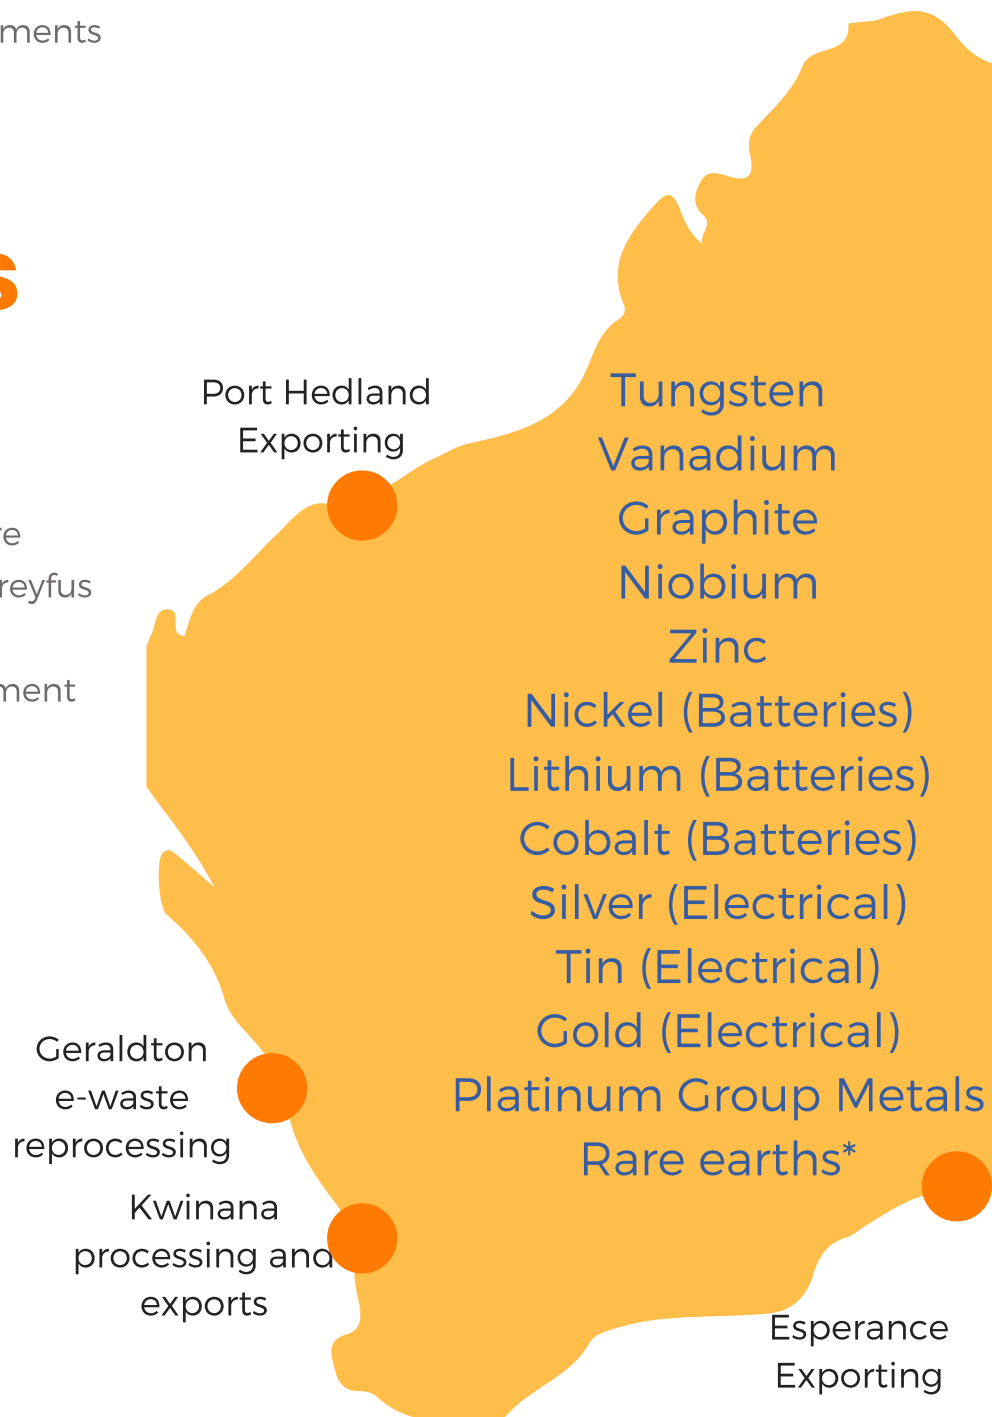 ments
s
re
reyfus
ment
Port Hedland
Exporting
Tungsten
Vanadium
Graphite
Niobium
Zinc
Nickel (Batteries)
Lithium (Batteries)
Cobalt (Batteries)
Silver (Electrical)
Tin (Electrical)
Gold (Electrical)
Platinum Group Metals
Rare earths*
Geraldton
e-waste
reprocessing
Kwinana
processing and
exports
Esperance
Exporting